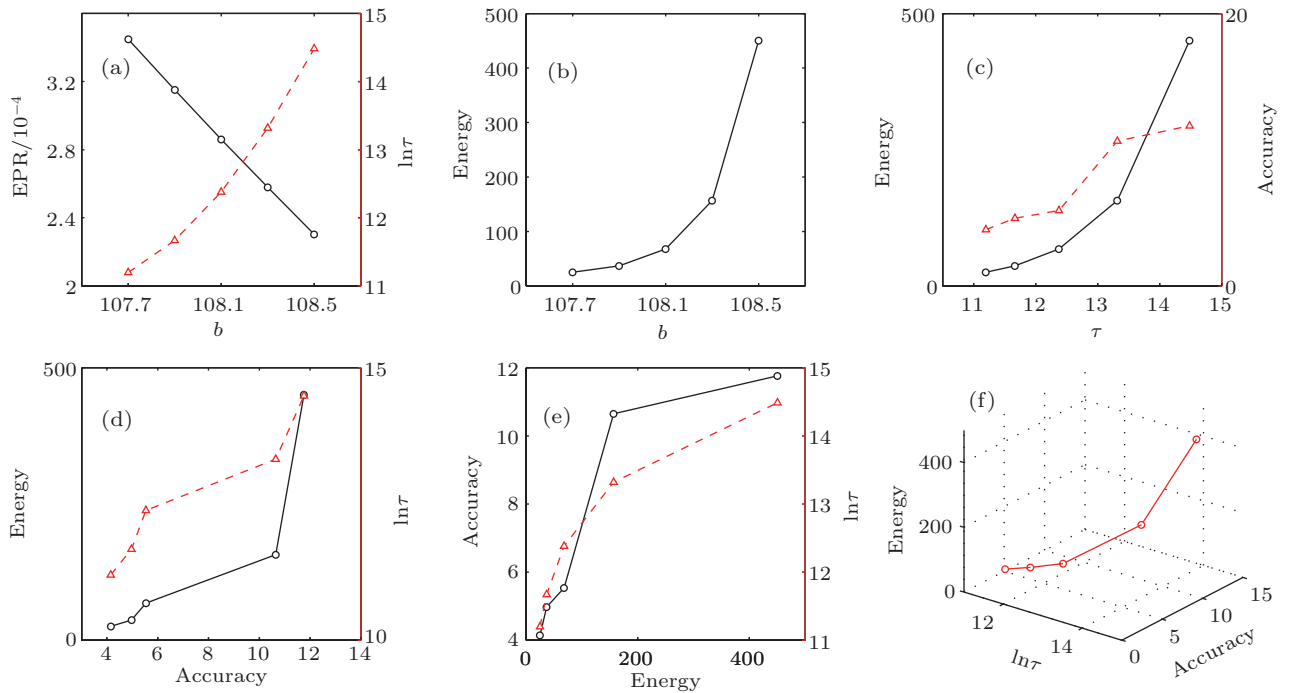 (a)
EPR/10⁻⁴
3.2
2.8
2.4
2
15
14
13
12
11
lnτ
107.7 108.1 108.5
b
(b)
Energy
500
450
400
350
300
250
200
150
100
0
107.7 108.1 108.5
b
(c)
Energy
500
0
20
0
Accuracy
11 12 13 14 15
τ
(d)
Energy
500
0
15
10
lnτ
4 6 8 10 12 14
Accuracy
(e)
Accuracy
12
10
8
6
4
15
14
13
12
11
lnτ
0 200 400
Energy
(f)
Energy
400
200
0
12
14
lnτ
0
5
10
15
Accuracy